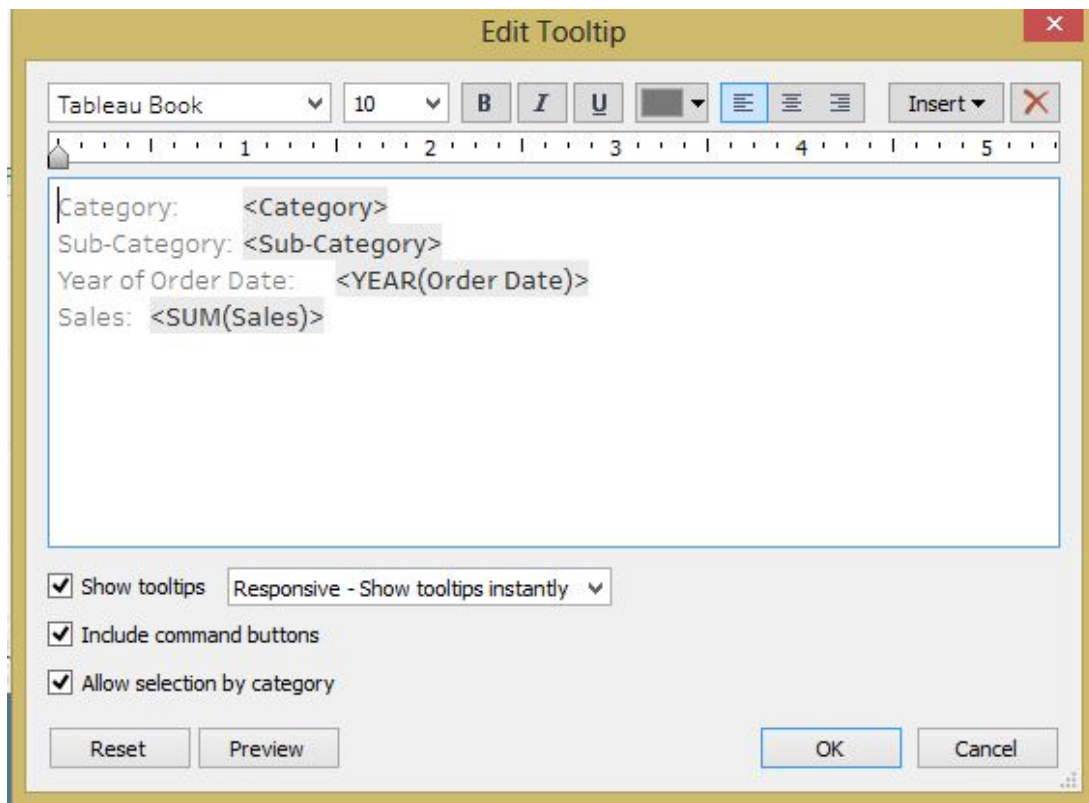 Edit Tooltip
Tableau Book 10 B I U Insert
1 2 3 4 5
Category: <Category>
Sub-Category: <Sub-Category>
Year of Order Date: <YEAR(Order Date)>
Sales: <SUM(Sales)>
Show tooltips Responsive - Show tooltips instantly
Include command buttons
Allow selection by category
Reset Preview OK Cancel